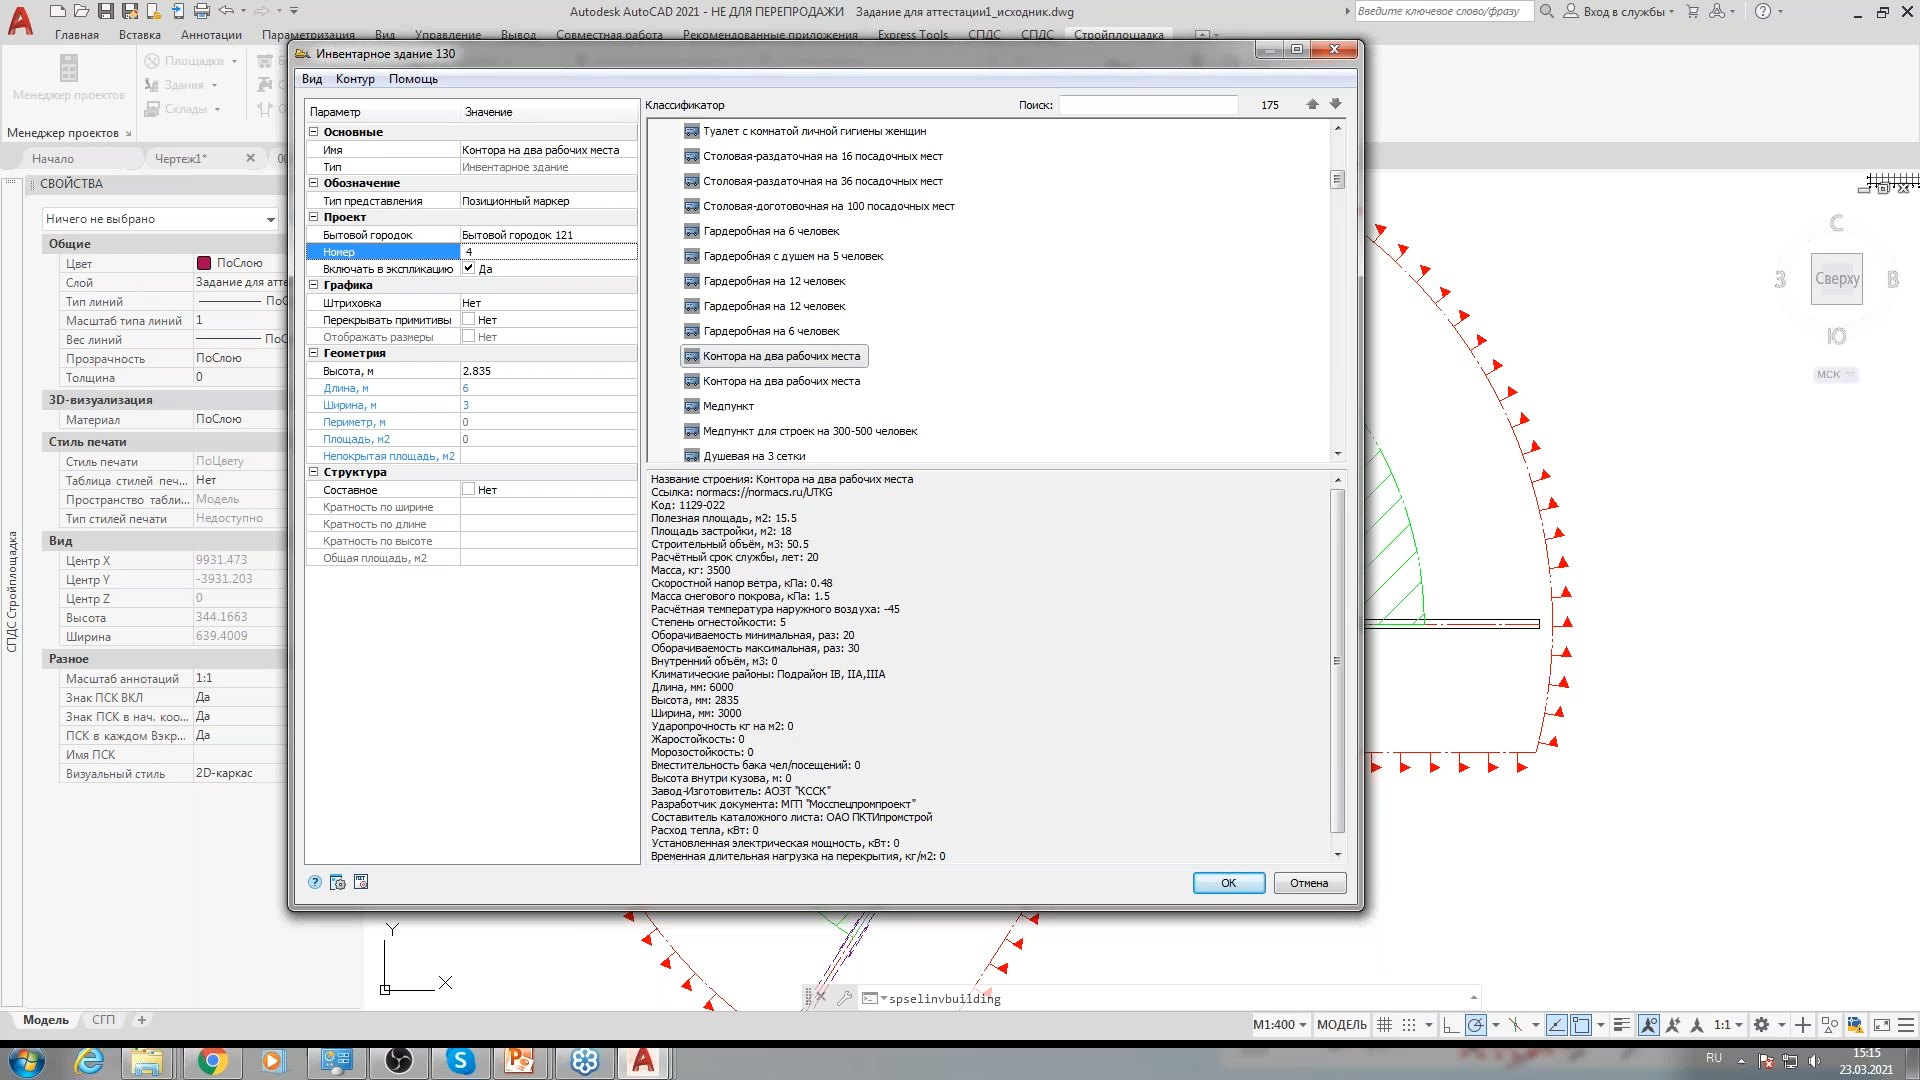 Autodesk AutoCAD 2021 - НЕ ДЛЯ ПЕРЕПРОДАЖИ Задание для аттестации1_исходник.dwg
Введите ключевое слово/фразу
Вход в службы
Главная Вставка Аннотации Параметризация Вид Управление Вывод Совместная работа Рекомендованные приложения Express Tools СПДС СПДС Стройплощадка
Менеджер проектов
Площадки
Здания
Склады
Менеджер проектов
Начало
Чертеж1*
СВОЙСТВА
Ничего не выбрано
Общие
Цвет ПоСлою
Слой Задание для атте
Тип линий ПоС
Масштаб типа линий 1
Вес линий ПоС
Прозрачность ПоСлою
Толщина 0
3D-визуализация
Материал ПоСлою
Стиль печати
Стиль печати ПоЦвету
Таблица стилей печ... Нет
Пространство табли... Модель
Тип стилей печати Недоступно
Вид
Центр X 9931.473
Центр Y -3931.203
Центр Z 0
Высота 344.1663
Ширина 639.4009
Разное
Масштаб аннотаций 1:1
Знак ПСК ВКЛ Да
Знак ПСК в нач. коо... Да
ПСК в каждом Вэкр... Да
Имя ПСК
Визуальный стиль 2D-каркас
СПДС Стройплощадка
Инвентарное здание 130
Вид Контур Помощь
Параметр Значение
Основные
Имя Контора на два рабочих места
Тип Инвентарное здание
Обозначение
Тип представления Позиционный маркер
Проект
Бытовой городок Бытовой городок 121
Номер 4
Включать в экспликацию Да
Графика
Штриховка Нет
Перекрывать примитивы Нет
Отображать размеры Нет
Геометрия
Высота, м 2.835
Длина, м 6
Ширина, м 3
Периметр, м 0
Площадь, м2 0
Непокрытая площадь, м2
Структура
Составное Нет
Кратность по ширине
Кратность по длине
Кратность по высоте
Общая площадь, м2
Классификатор
Поиск:
175
Туалет с комнатой личной гигиены женщин
Столовая-раздаточная на 16 посадочных мест
Столовая-раздаточная на 36 посадочных мест
Столовая-доготовочная на 100 посадочных мест
Гардеробная на 6 человек
Гардеробная с душем на 5 человек
Гардеробная на 12 человек
Гардеробная на 12 человек
Гардеробная на 6 человек
Контора на два рабочих места
Контора на два рабочих места
Медпункт
Медпункт для строек на 300-500 человек
Душевая на 3 сетки
Название строения: Контора на два рабочих места
Ссылка: normacs://normacs.ru/UTKG
Код: 1129-022
Полезная площадь, м2: 15.5
Площадь застройки, м2: 18
Строительный объём, м3: 50.5
Расчётный срок службы, лет: 20
Масса, кг: 3500
Скоростной напор ветра, кПа: 0.48
Масса снегового покрова, кПа: 1.5
Расчётная температура наружного воздуха: -45
Степень огнестойкости: 5
Оборачиваемость минимальная, раз: 20
Оборачиваемость максимальная, раз: 30
Внутренний объём, м3: 0
Климатические районы: Подрайон IВ, IIА,IIIА
Длина, мм: 6000
Высота, мм: 2835
Ширина, мм: 3000
Ударопрочность кг на м2: 0
Жаростойкость: 0
Морозостойкость: 0
Вместительность бака чел/посещений: 0
Высота внутри кузова, м: 0
Завод-Изготовитель: АОЗТ "КССК"
Разработчик документа: МГП "Мосспецпромпроект"
Составитель каталожного листа: ОАО ПКТИпромстрой
Расход тепла, кВт: 0
Установленная электрическая мощность, кВт: 0
Временная длительная нагрузка на перекрытия, кг/м2: 0
OK
Отмена
С
З Сверху В
Ю
МСК
Y
X
spselinvbuilding
Модель СГП
M1:400 МОДЕЛЬ 1:1
RU
15:15
23.03.2021